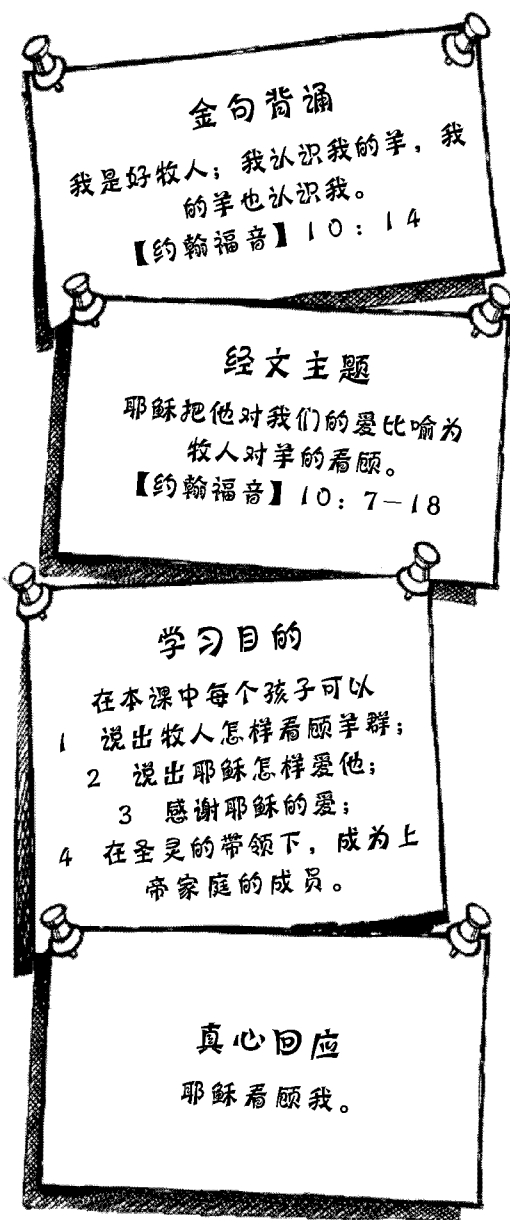 金句背诵
我是好牧人；我认识我的羊，我
的羊也认识我。
【约翰福音】10：14
经文主题
耶稣把他对我们的爱比喻为
牧人对羊的看顾。
【约翰福音】10：7—18
学习目的
在本课中每个孩子可以
1 说出牧人怎样看顾羊群；
2 说出耶稣怎样爱他；
3 感谢耶稣的爱；
4 在圣灵的带领下，成为上
帝家庭的成员。
真心回应
耶稣看顾我。